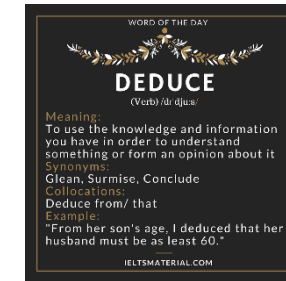 WORD OF THE DAY
DEDUCE
(Verb) /dɪˈdjuːs/
Meaning:
To use the knowledge and information
you have in order to understand
something or form an opinion about it
Synonyms:
Glean, Surmise, Conclude
Collocations:
Deduce from/ that
Example:
"From her son's age, I deduced that her
husband must be as least 60."
IELTSMATERIAL.COM